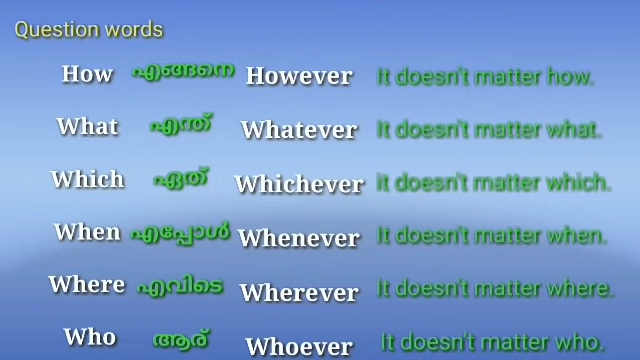 Question words
How എങ്ങനെ However It doesn't matter how.
What എന്ത് Whatever It doesn't matter what.
Which ഏത് Whichever it doesn't matter which.
When എപ്പോൾ Whenever It doesn't matter when.
Where എവിടെ Wherever It doesn't matter where.
Who ആര് Whoever It doesn't matter who.